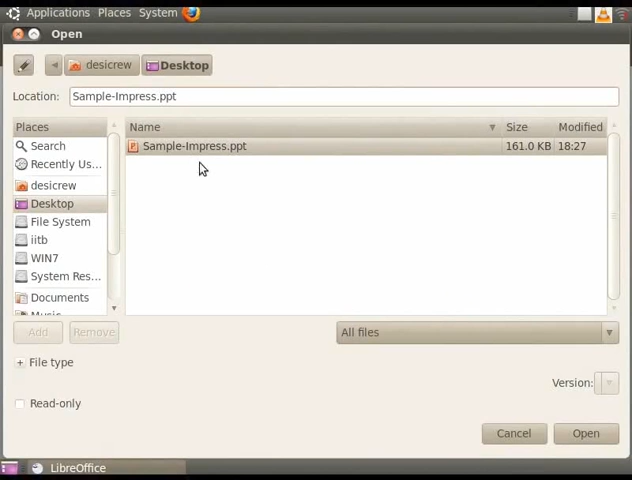 Applications Places System
Open
desicrew Desktop
Location: Sample-Impress.ppt
Places Name Size Modified
Search Sample-Impress.ppt 161.0 KB 18:27
Recently Us...
desicrew
Desktop
File System
iitb
WIN7
System Res...
Documents
Music
Add Remove All files
File type
Version:
Read-only
Cancel Open
LibreOffice